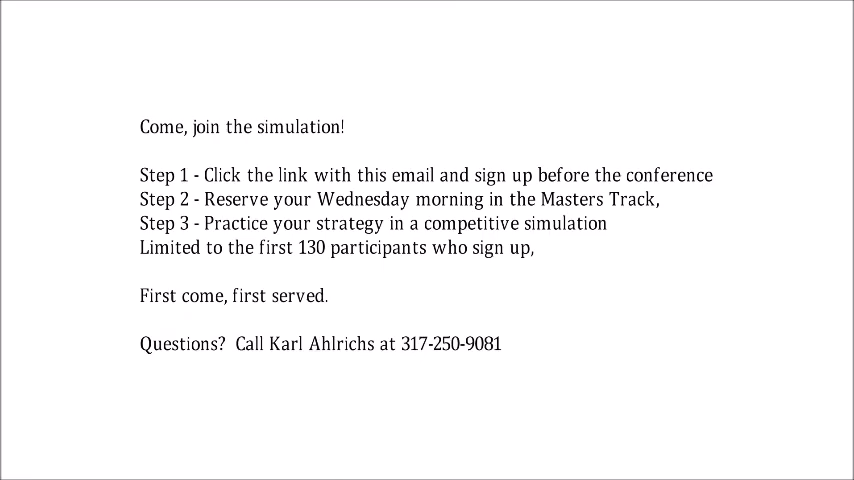 Come, join the simulation!
Step 1 - Click the link with this email and sign up before the conference
Step 2 - Reserve your Wednesday morning in the Masters Track,
Step 3 - Practice your strategy in a competitive simulation
Limited to the first 130 participants who sign up,
First come, first served.
Questions?  Call Karl Ahlrichs at 317-250-9081